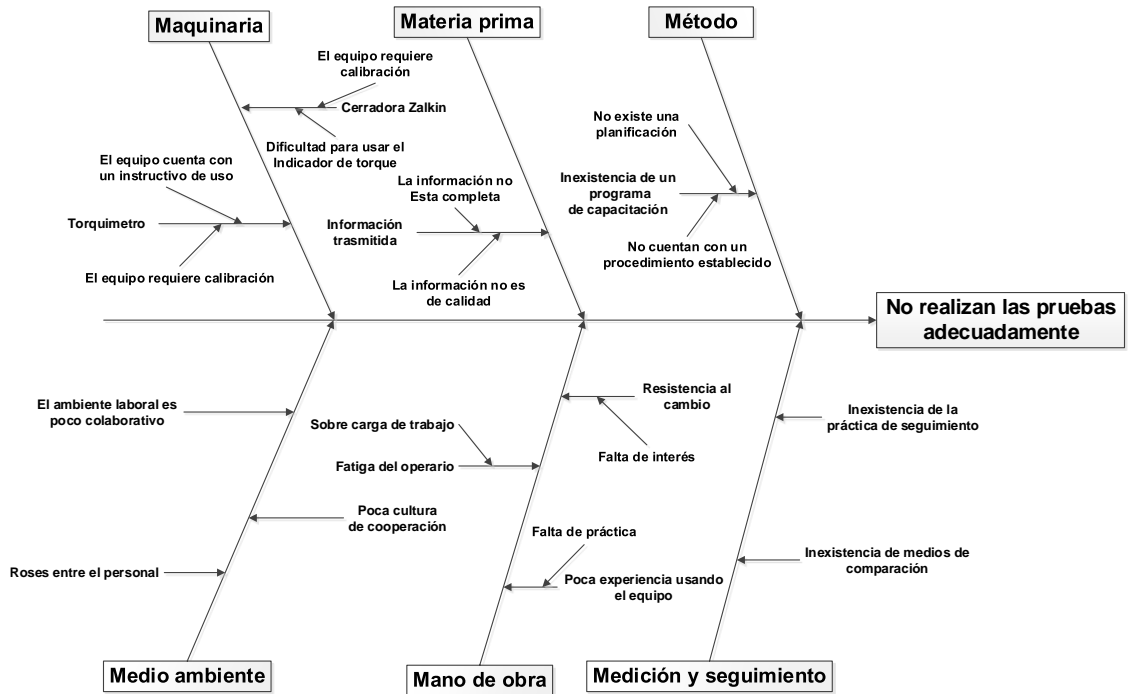 Maquinaria
Materia prima
Método
El equipo requiere
calibración
Cerradora Zalkin
Dificultad para usar el
Indicador de torque
El equipo cuenta con
un instructivo de uso
Torquimetro
El equipo requiere calibración
La información no
Esta completa
Información
trasmitida
La información no es
de calidad
No existe una
planificación
Inexistencia de un
programa
de capacitación
No cuentan con un
procedimiento establecido
No realizan las pruebas
adecuadamente
El ambiente laboral es
poco colaborativo
Poca cultura
de cooperación
Roses entre el personal
Medio ambiente
Resistencia al
cambio
Falta de interés
Sobre carga de trabajo
Fatiga del operario
Falta de práctica
Poca experiencia usando
el equipo
Mano de obra
Inexistencia de la
práctica de seguimiento
Inexistencia de medios de
comparación
Medición y seguimiento